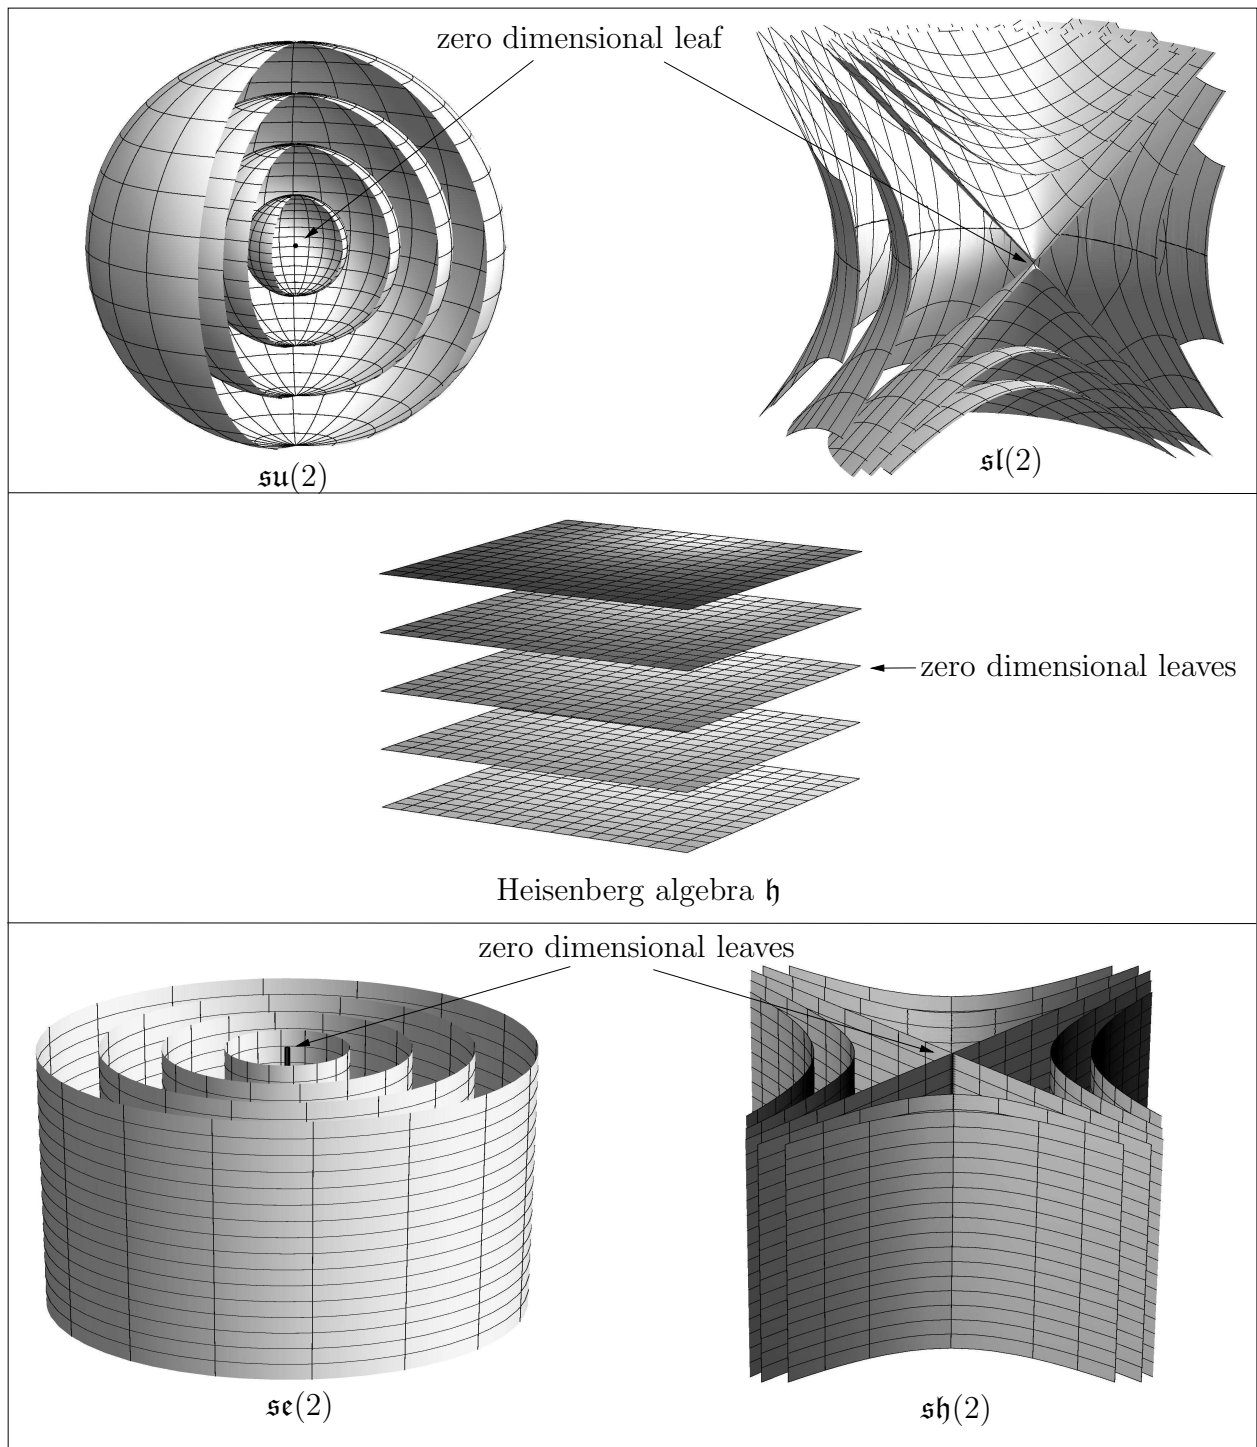 zero dimensional leaf
𝔰𝔲(2)
𝔰𝔩(2)
zero dimensional leaves
Heisenberg algebra 𝔥
zero dimensional leaves
𝔰𝔢(2)
𝔰𝔥(2)